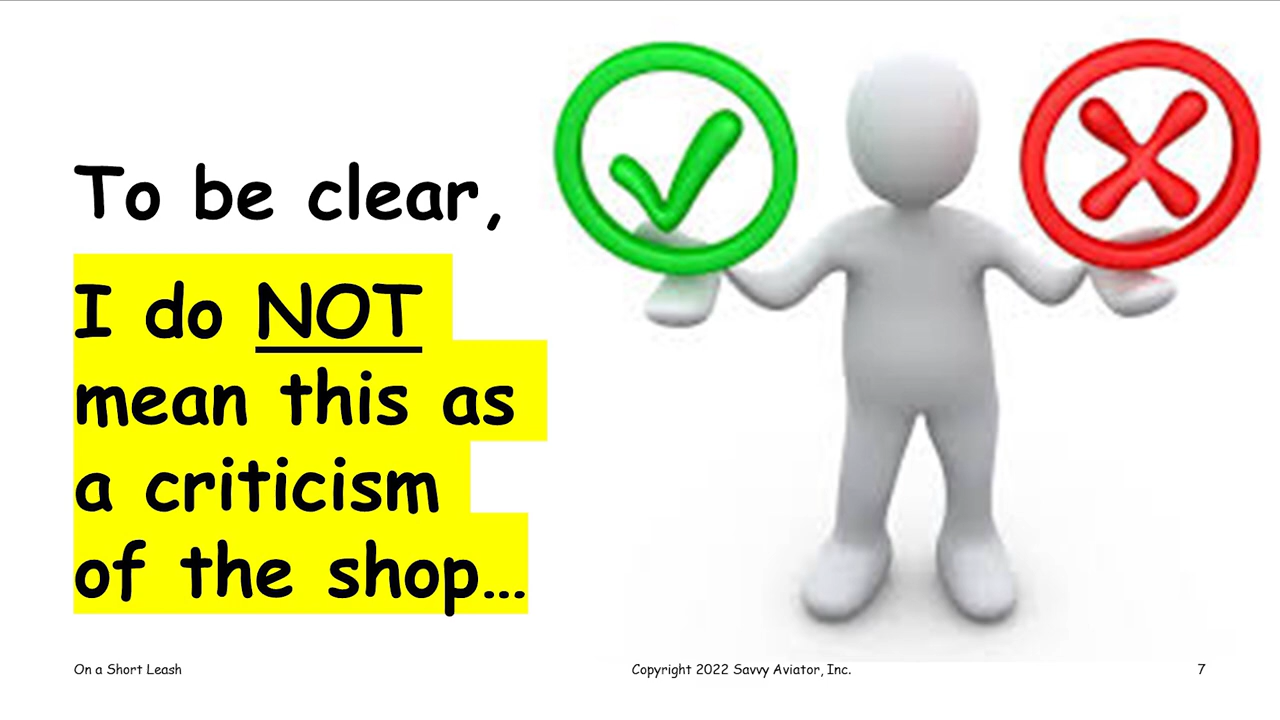 To be clear,
I do NOT
mean this as
a criticism
of the shop...
On a Short Leash
Copyright 2022 Savvy Aviator, Inc.
7